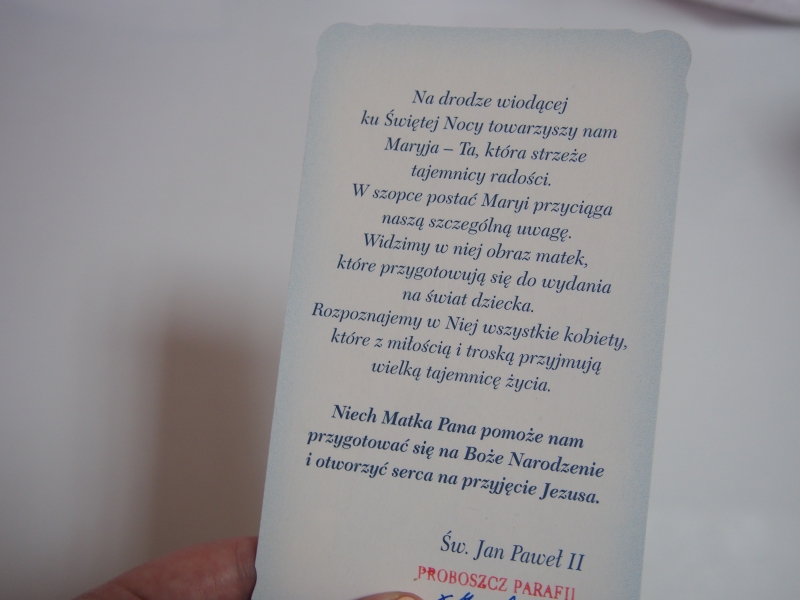 Na drodze wiodącej
ku Świętej Nocy towarzyszy nam
Maryja – Ta, która strzeże
tajemnicy radości.
W szopce postać Maryi przyciąga
naszą szczególną uwagę.
Widzimy w niej obraz matek,
które przygotowują się do wydania
na świat dziecka.
Rozpoznajemy w Niej wszystkie kobiety,
które z miłością i troską przyjmują
wielką tajemnicę życia.
Niech Matka Pana pomoże nam
przygotować się na Boże Narodzenie
i otworzyć serca na przyjęcie Jezusa.
Św. Jan Paweł II
PROBOSZCZ PARAFII